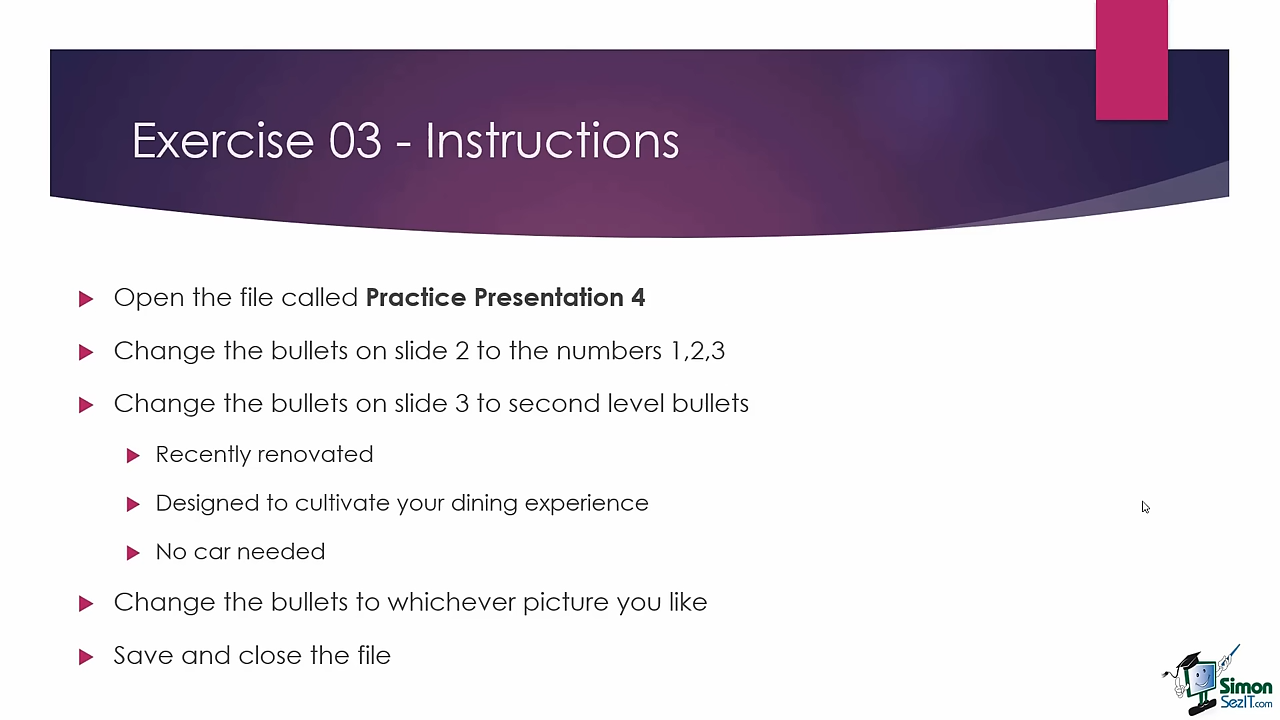 Exercise 03 - Instructions
Open the file called Practice Presentation 4
Change the bullets on slide 2 to the numbers 1,2,3
Change the bullets on slide 3 to second level bullets
Recently renovated
Designed to cultivate your dining experience
No car needed
Change the bullets to whichever picture you like
Save and close the file
Simon
SezIT.com